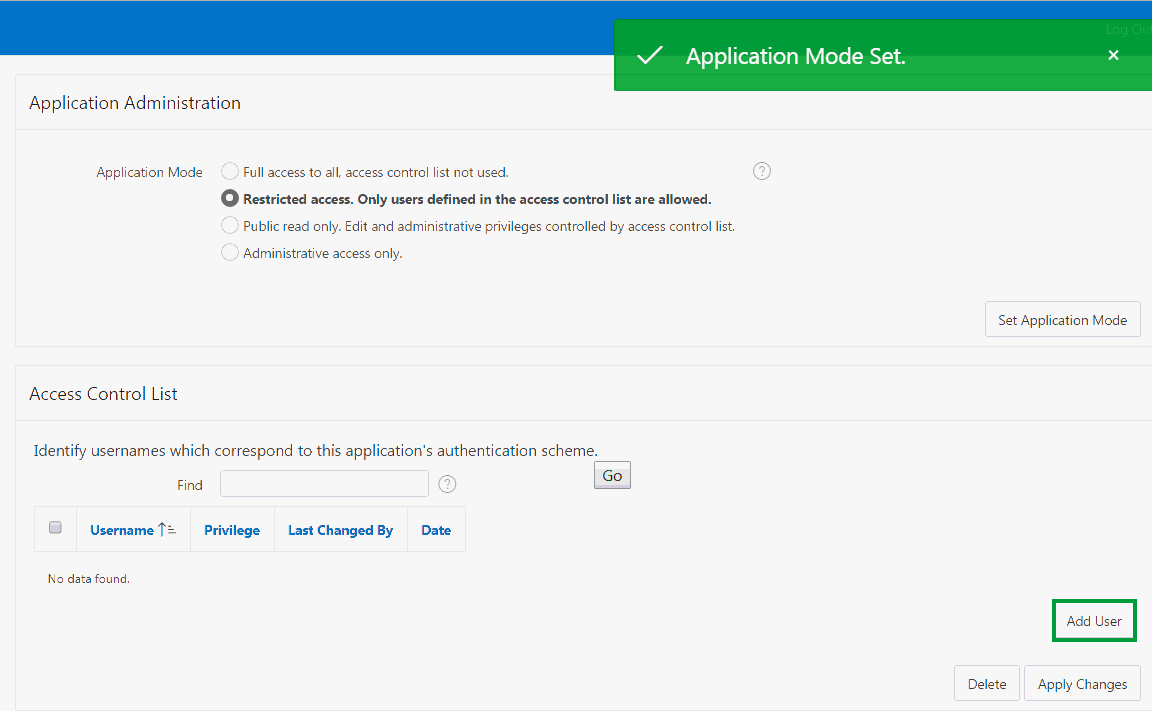 Log Out
Application Mode Set.
Application Administration
Application Mode
Full access to all, access control list not used.
Restricted access. Only users defined in the access control list are allowed.
Public read only. Edit and administrative privileges controlled by access control list.
Administrative access only.
Set Application Mode
Access Control List
Identify usernames which correspond to this application's authentication scheme.
Find
Go
Username Privilege Last Changed By Date
No data found.
Add User
Delete Apply Changes